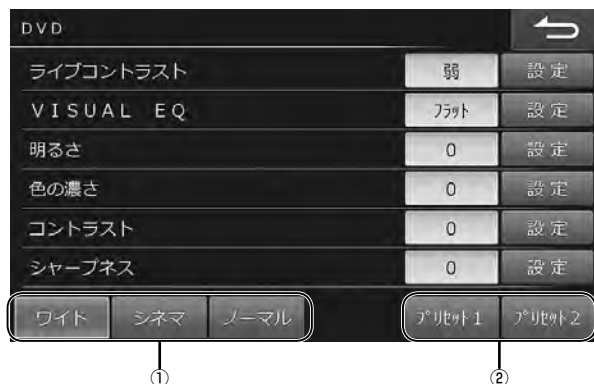 DVD
ライブコントラスト 弱 設定
VISUAL EQ フラット 設定
明るさ 0 設定
色の濃さ 0 設定
コントラスト 0 設定
シャープネス 0 設定
ワイド シネマ ノーマル プリセット1 プリセット2
① ②